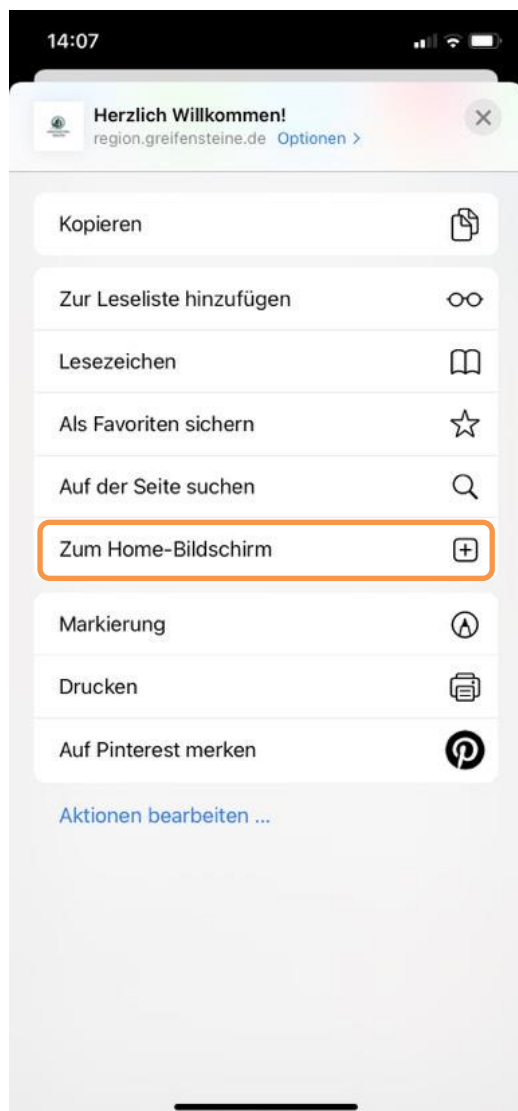 14:07
Herzlich Willkommen!
region.greifensteine.de Optionen >
Kopieren
Zur Leseliste hinzufügen
Lesezeichen
Als Favoriten sichern
Auf der Seite suchen
Zum Home-Bildschirm
Markierung
Drucken
Auf Pinterest merken
Aktionen bearbeiten ...